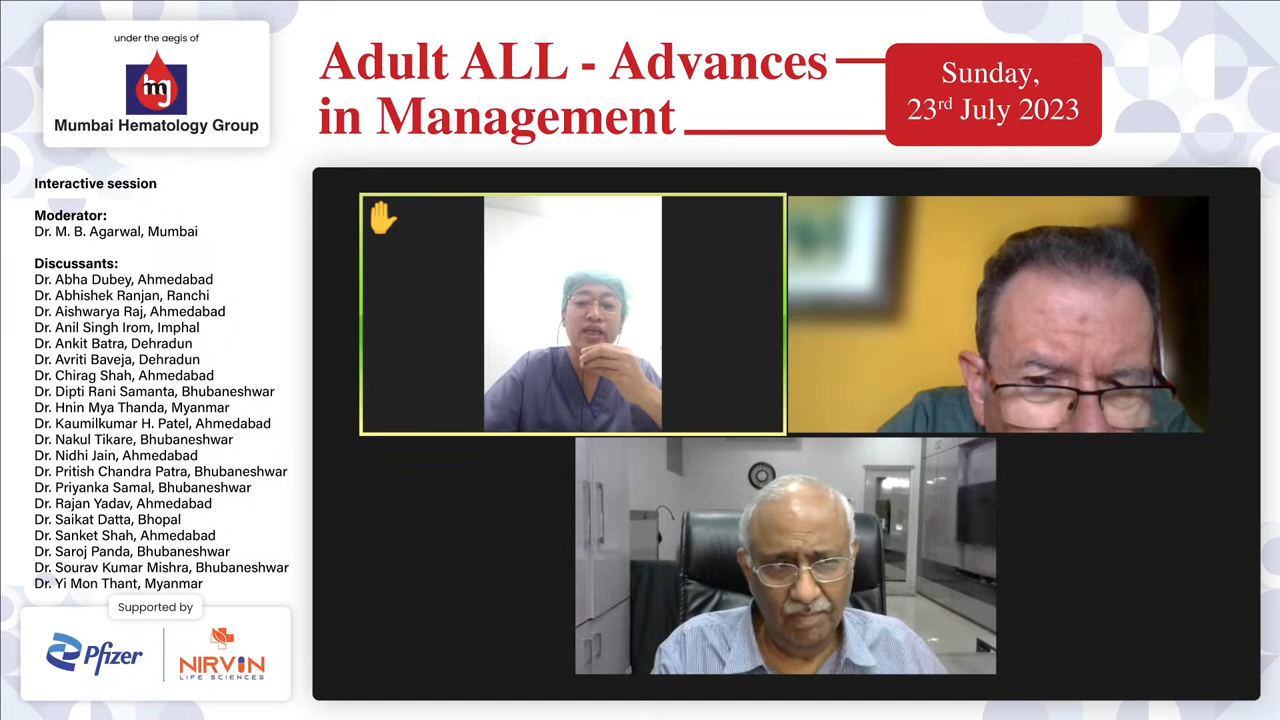 under the aegis of
mg
Mumbai Hematology Group
Adult ALL - Advances
in Management
Sunday,
23rd July 2023
Interactive session
Moderator:
Dr. M. B. Agarwal, Mumbai
Discussants:
Dr. Abha Dubey, Ahmedabad
Dr. Abhishek Ranjan, Ranchi
Dr. Aishwarya Raj, Ahmedabad
Dr. Anil Singh Irom, Imphal
Dr. Ankit Batra, Dehradun
Dr. Avriti Baveja, Dehradun
Dr. Chirag Shah, Ahmedabad
Dr. Dipti Rani Samanta, Bhubaneshwar
Dr. Hnin Mya Thanda, Myanmar
Dr. Kaumilkumar H. Patel, Ahmedabad
Dr. Nakul Tikare, Bhubaneshwar
Dr. Nidhi Jain, Ahmedabad
Dr. Pritish Chandra Patra, Bhubaneshwar
Dr. Priyanka Samal, Bhubaneshwar
Dr. Rajan Yadav, Ahmedabad
Dr. Saikat Datta, Bhopal
Dr. Sanket Shah, Ahmedabad
Dr. Saroj Panda, Bhubaneshwar
Dr. Sourav Kumar Mishra, Bhubaneshwar
Dr. Yi Mon Thant, Myanmar
Supported by
Pfizer
NIRVIN
LIFE SCIENCES